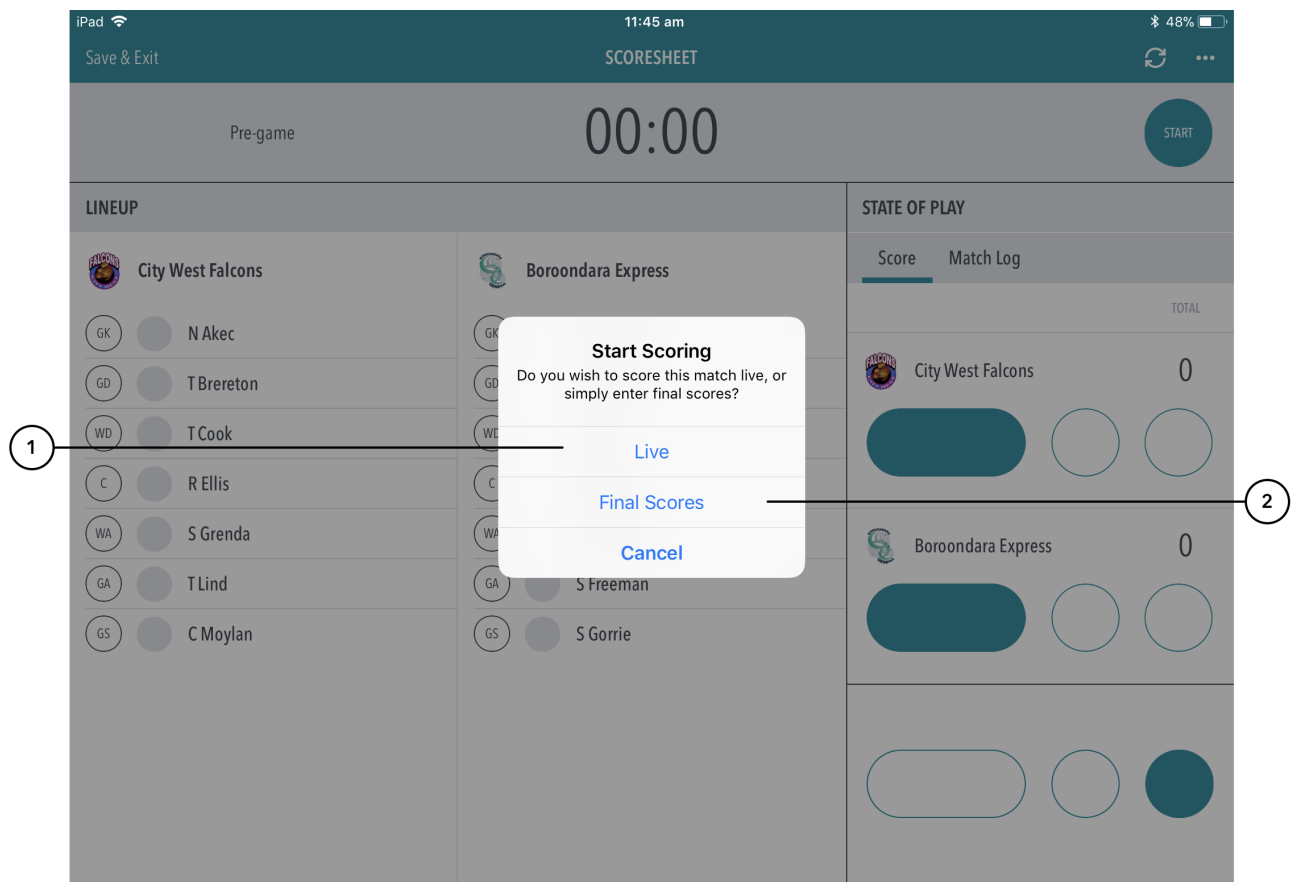 iPad
11:45 am
48%
Save & Exit
SCORESHEET
Pre-game
00:00
START
LINEUP
STATE OF PLAY
City West Falcons
Boroondara Express
Score
Match Log
TOTAL
GK
N Akec
GK
GD
T Brereton
GD
WD
T Cook
C
R Ellis
C
WA
S Grenda
GA
T Lind
GA
S Freeman
GS
C Moylan
GS
S Gorrie
Start Scoring
Do you wish to score this match live, or
simply enter final scores?
Live
Final Scores
Cancel
FALCONS
City West Falcons
0
Boroondara Express
0
1
2